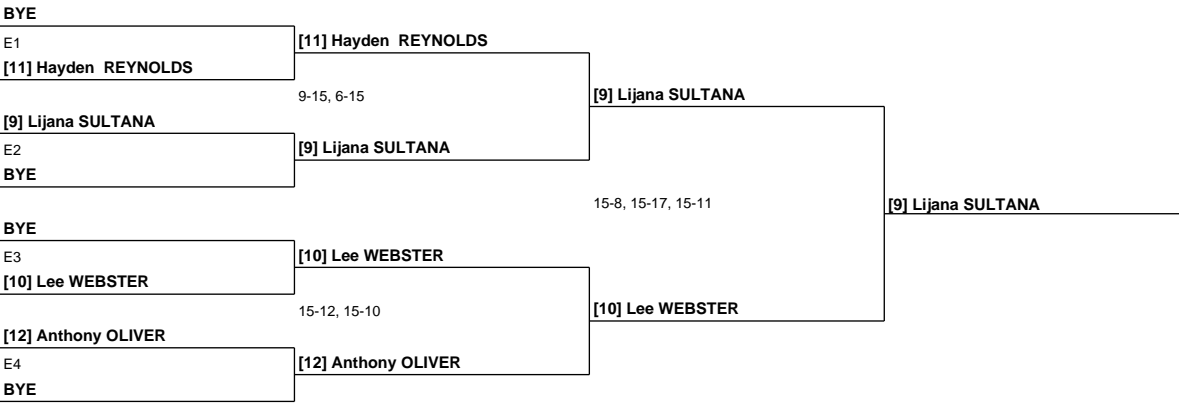 BYE
E1
[11] Hayden REYNOLDS
[11] Hayden REYNOLDS
9-15, 6-15
[9] Lijana SULTANA
[9] Lijana SULTANA
E2
[9] Lijana SULTANA
BYE
15-8, 15-17, 15-11
[9] Lijana SULTANA
BYE
E3
[10] Lee WEBSTER
[10] Lee WEBSTER
15-12, 15-10
[10] Lee WEBSTER
[12] Anthony OLIVER
E4
[12] Anthony OLIVER
BYE